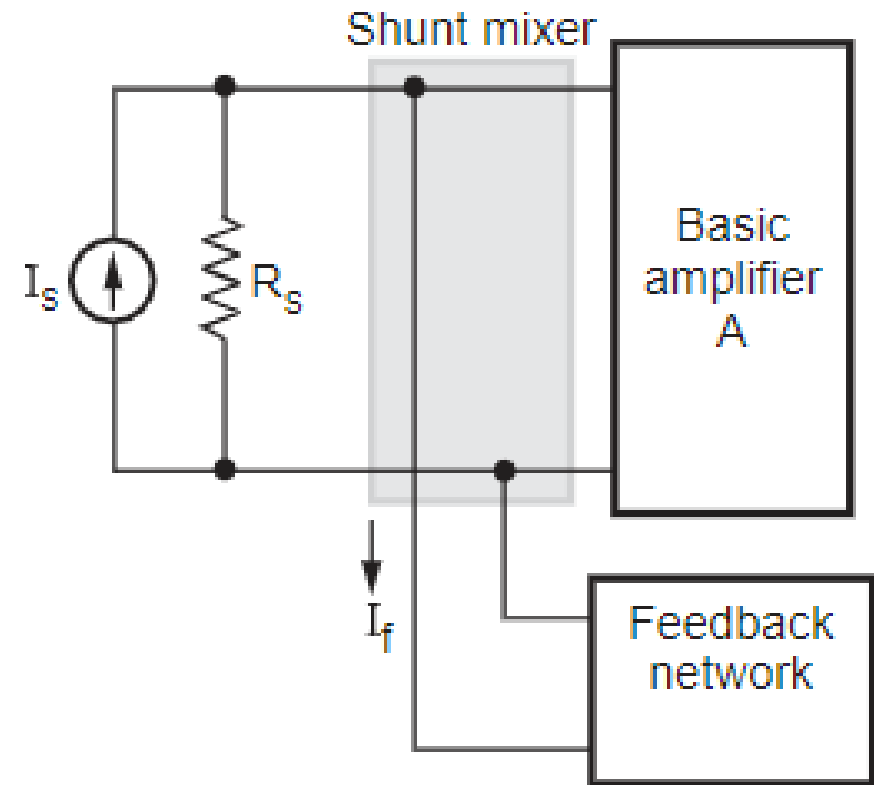 Shunt mixer
Basic
amplifier
A
Is
Rs
If
Feedback
network